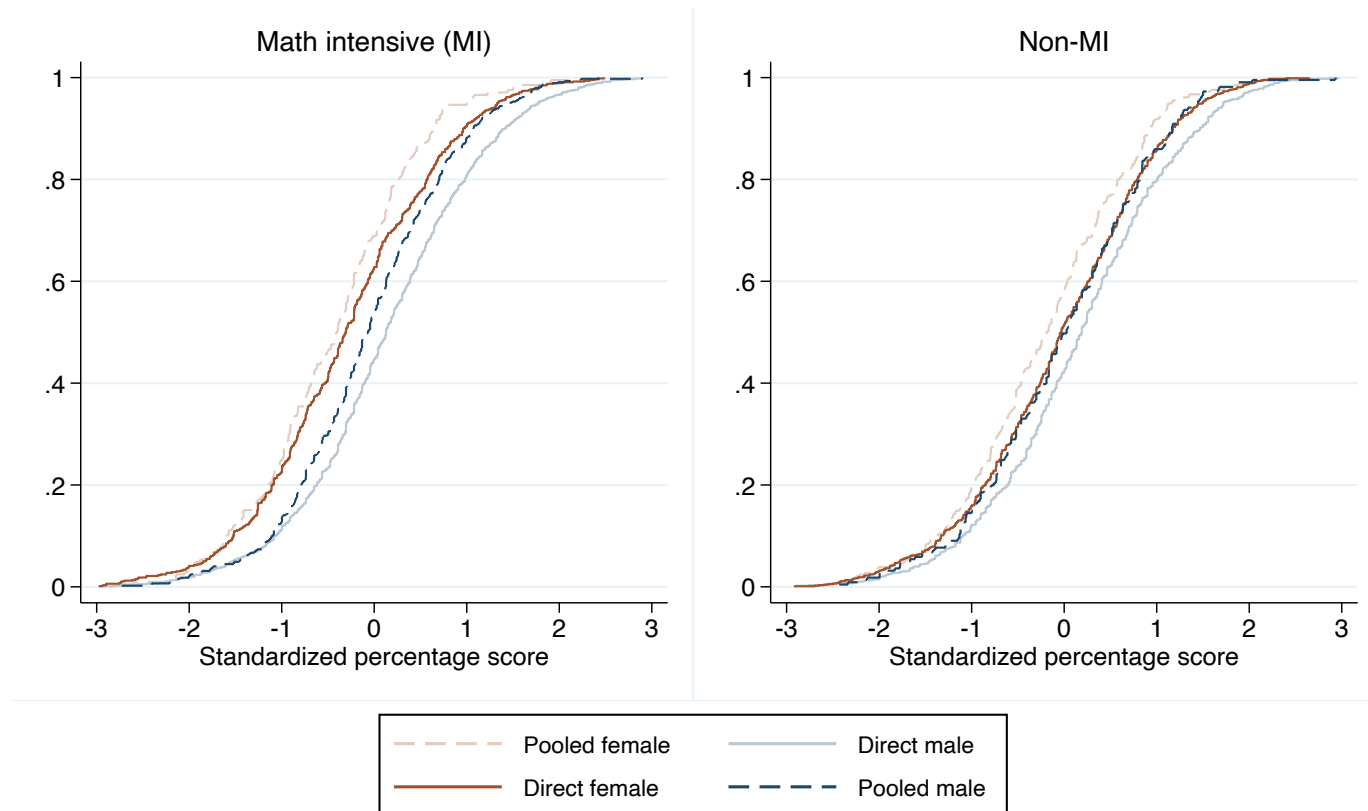 Math intensive (MI)
1
.8
.6
.4
.2
0
-3 -2 -1 0 1 2 3
Standardized percentage score
Non-MI
1
.8
.6
.4
.2
0
-3 -2 -1 0 1 2 3
Standardized percentage score
Pooled female Direct male
Direct female Pooled male